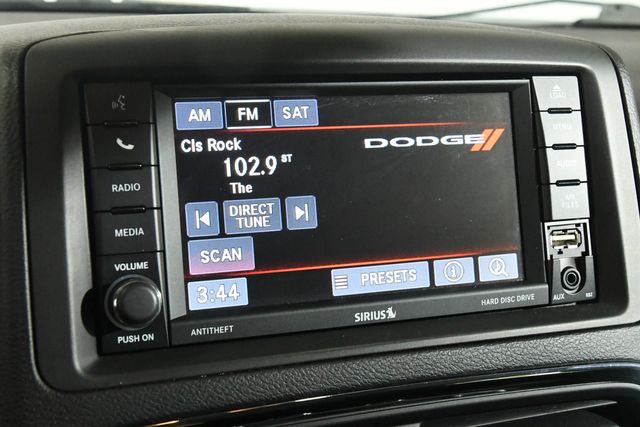 AM FM SAT
Cls Rock
102.9 ST
The
DIRECT
TUNE
SCAN
3:44
PRESETS
DODGE
RADIO
MEDIA
VOLUME
PUSH ON
ANTITHEFT
SIRIUS
HARD DISC DRIVE
LOAD
MENU
AUDIO
MY
FILES
AUX